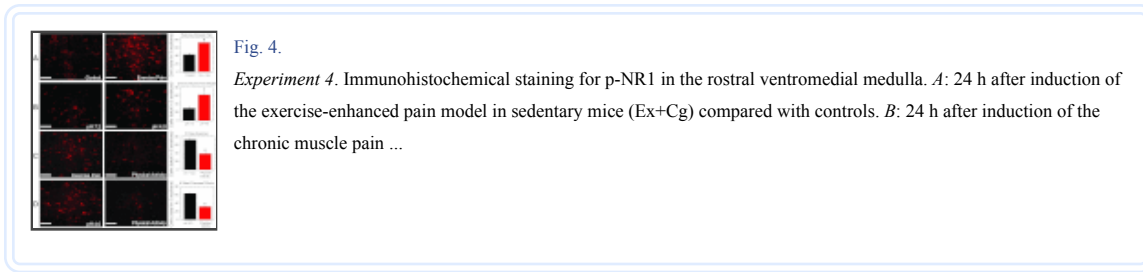 Fig. 4.
Experiment 4. Immunohistochemical staining for p-NR1 in the rostral ventromedial medulla. A: 24 h after induction of
the exercise-enhanced pain model in sedentary mice (Ex+Cg) compared with controls. B: 24 h after induction of the
chronic muscle pain ...